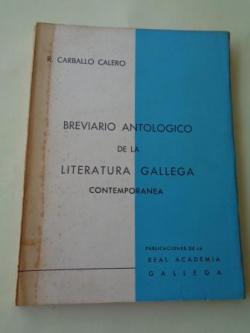 R. CARBALLO CALERO
BREVIARIO ANTOLOGICO
DE LA
LITERATURA GALLEGA
CONTEMPORANEA
PUBLICACIONES DE LA
REAL ACADEMIA
GALLEGA